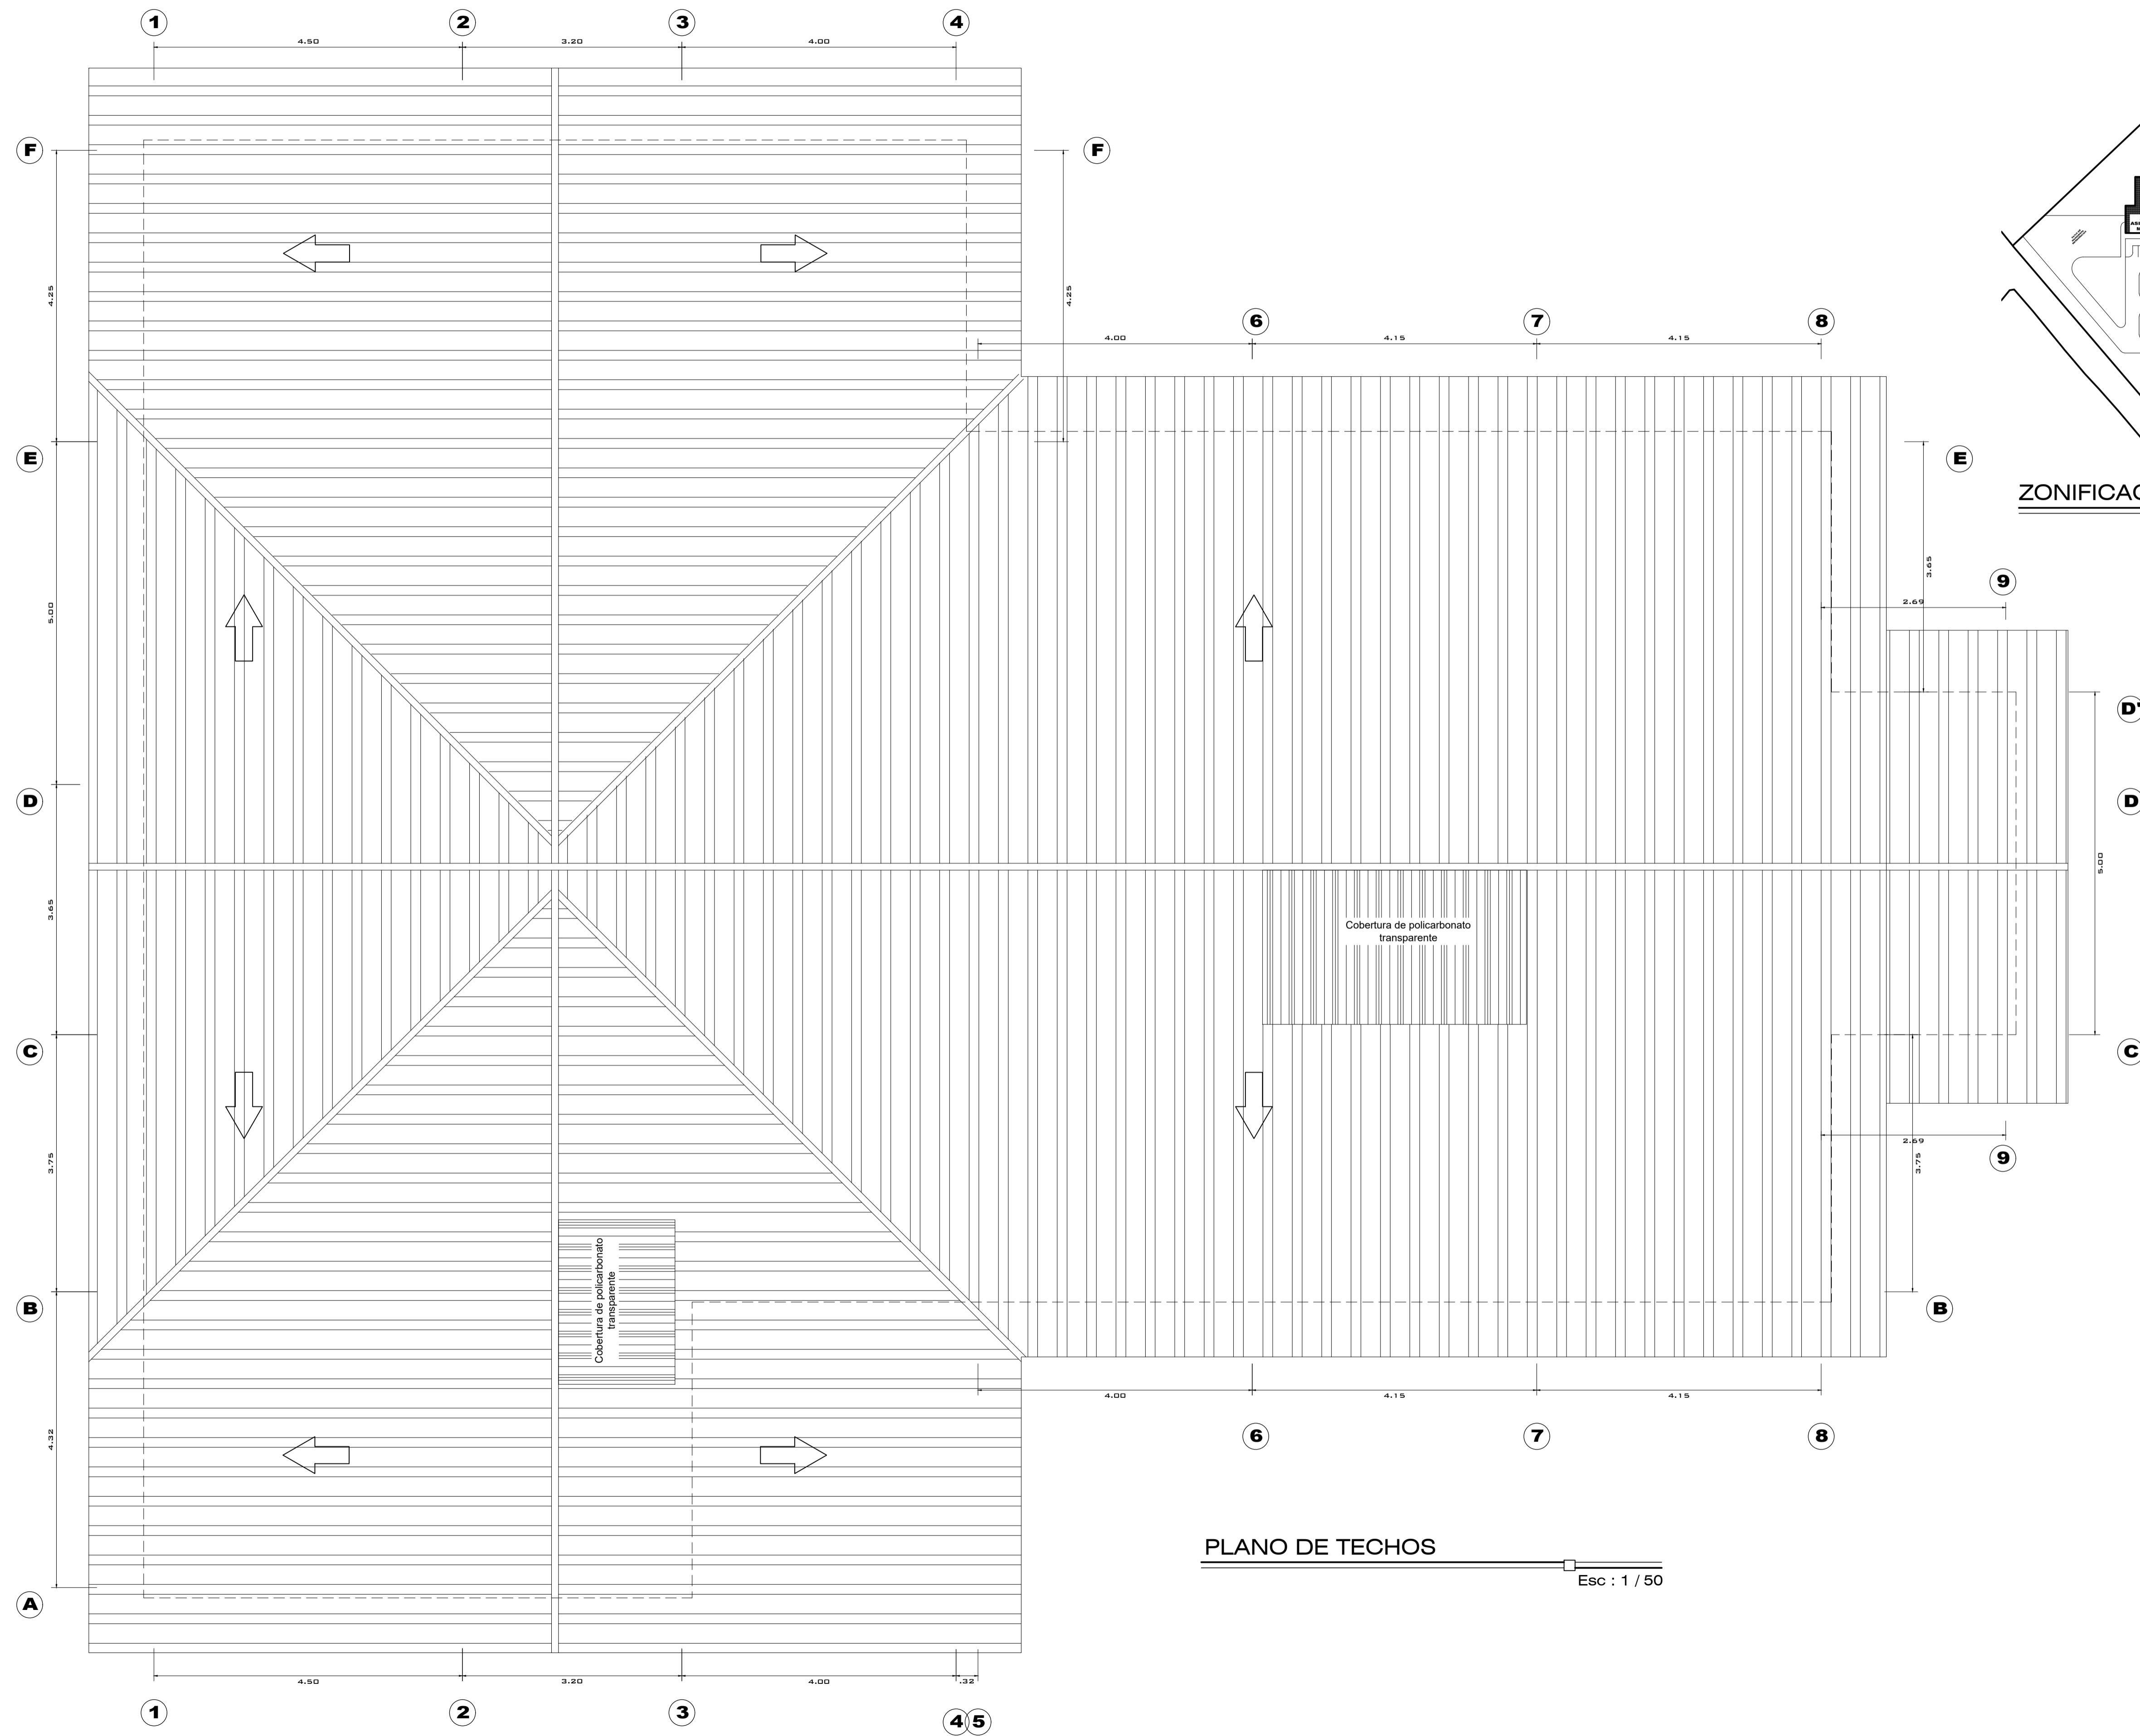 1
2
3
4
4.50
3.20
4.00
F
F
4.25
4.25
6
7
8
4.00
4.15
4.15
E
E
ZONIFICAC
5.00
3.65
9
2.69
D'
D
D
5.00
3.65
Cobertura de policarbonato
transparente
C
C
2.69
9
3.75
3.75
Cobertura de policarbonato
transparente
B
B
4.00
4.15
4.15
6
7
8
4.32
PLANO DE TECHOS
Esc : 1 / 50
A
4.50
3.20
4.00
.32
1
2
3
4
5